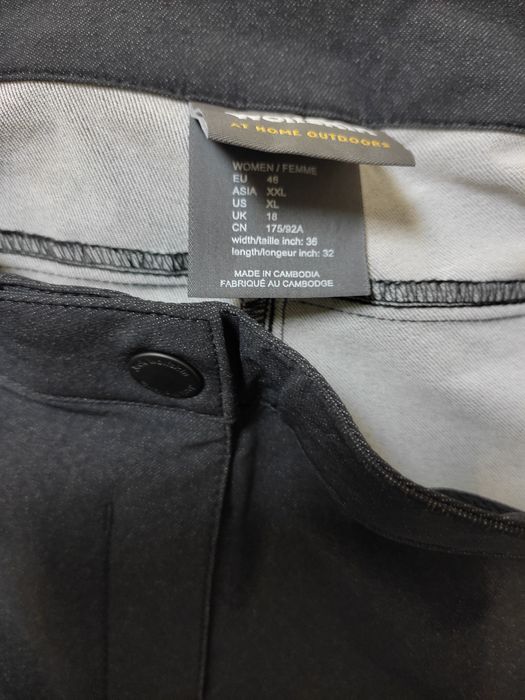 AT HOME OUTDOORS
WOMEN / FEMME
EU 46
ASIA XXL
US XL
UK 18
CN 175/92A
width/taille inch: 36
length/longeur inch: 32
MADE IN CAMBODIA
FABRIQUÉ AU CAMBODGE